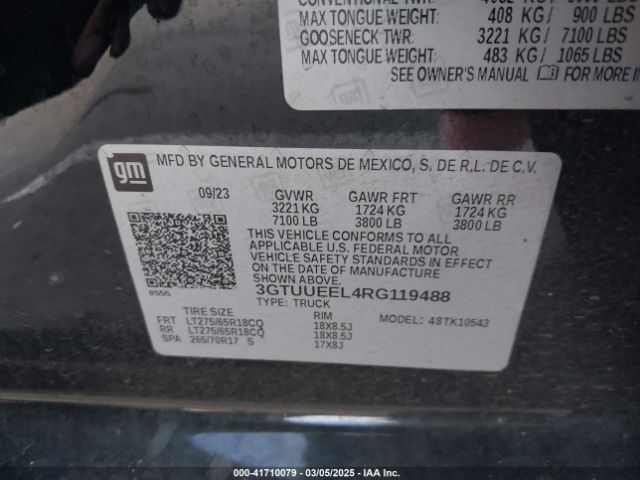 MAX TONGUE WEIGHT: 408 KG / 900 LBS
GOOSENECK TWR: 3221 KG / 7100 LBS
MAX TONGUE WEIGHT: 483 KG / 1065 LBS
SEE OWNER'S MANUAL FOR MORE
gm
MFD BY GENERAL MOTORS DE MEXICO, S. DE R.L. DE C.V.
09/23 GVWR GAWR FRT GAWR RR
3221 KG 1724 KG 1724 KG
7100 LB 3800 LB 3800 LB
THIS VEHICLE CONFORMS TO ALL
APPLICABLE U.S. FEDERAL MOTOR
VEHICLE SAFETY STANDARDS IN
EFFECT ON THE DATE OF
MANUFACTURE SHOWN ABOVE.
8555 3GTUUEEL4RG119488
TYPE: TRUCK
TIRE SIZE RIM MODEL: 48TK10543
FRT LT275/65R18CQ 18X8.5J
RR LT275/65R18CQ 18X8.5J
SPA 265/70R17 S 17X8J
000-41710079 — 03/05/2025 — IAA Holdings, LLC.